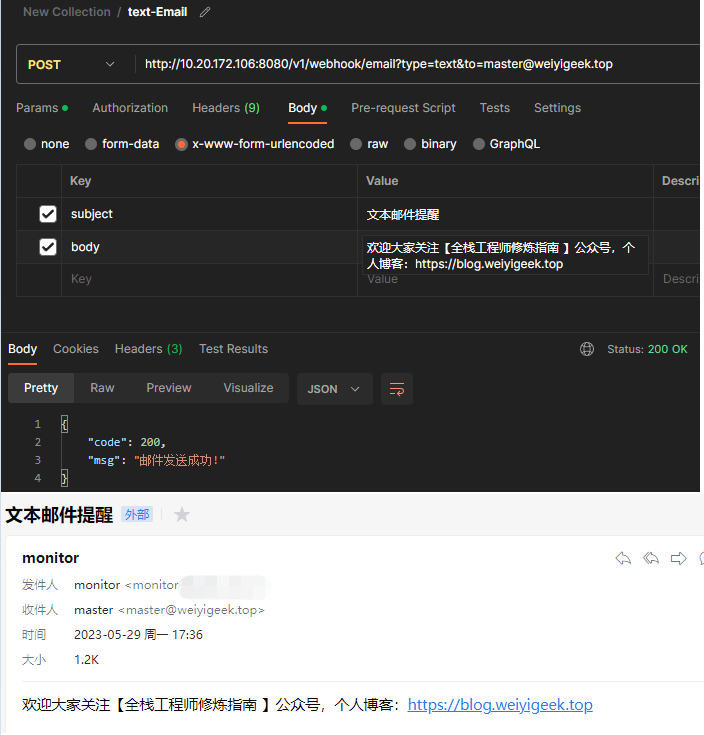 New Collection / text-Email
POST http://10.20.172.106:8080/v1/webhook/email?type=text&to=master@weiyigeek.top
Params Authorization Headers (9) Body Pre-request Script Tests Settings
none form-data x-www-form-urlencoded raw binary GraphQL
Key Value Descri
subject 文本邮件提醒
body 欢迎大家关注【全栈工程师修炼指南 】公众号，个
人博客：https://blog.weiyigeek.top
Key Value Descri
Body Cookies Headers (3) Test Results Status: 200 OK
Pretty Raw Preview Visualize JSON
1 {
2 "code": 200,
3 "msg": "邮件发送成功!"
4 }
文本邮件提醒 外部
monitor
发件人 monitor <monitor
收件人 master <master@weiyigeek.top>
时间 2023-05-29 周一 17:36
大小 1.2K
欢迎大家关注【全栈工程师修炼指南 】公众号，个人博客：https://blog.weiyigeek.top